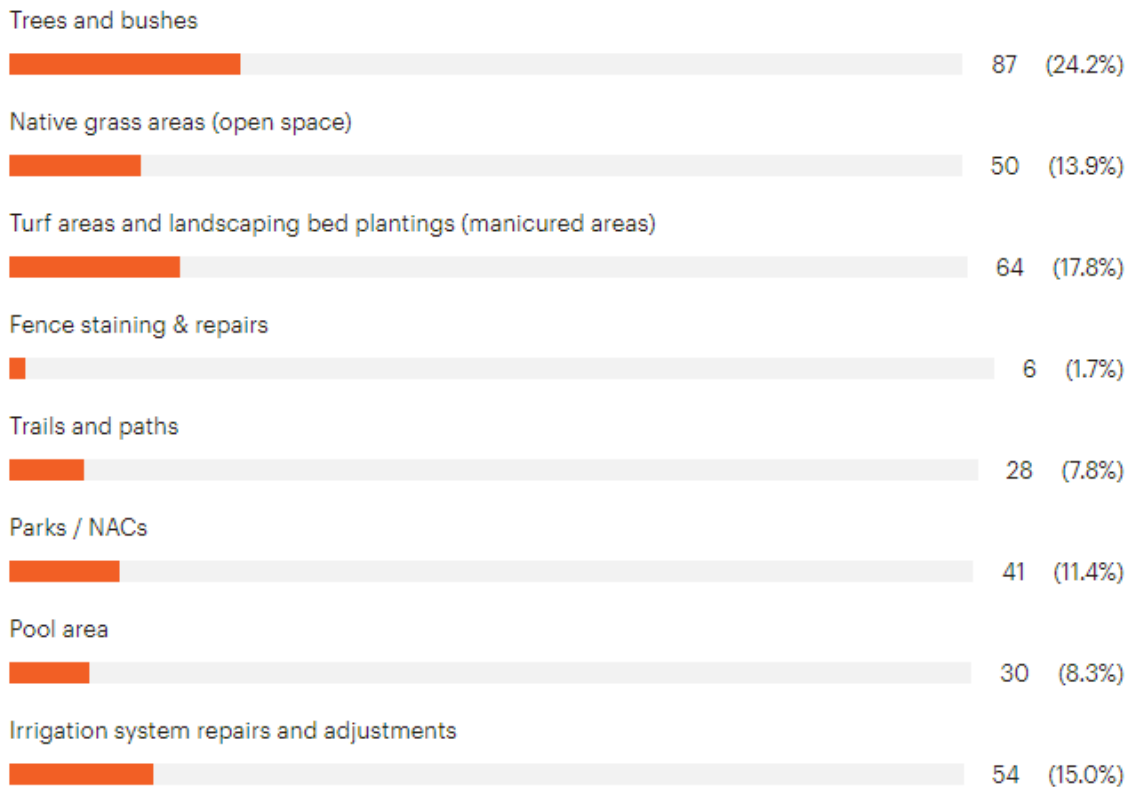 Trees and bushes
87 (24.2%)
Native grass areas (open space)
50 (13.9%)
Turf areas and landscaping bed plantings (manicured areas)
64 (17.8%)
Fence staining & repairs
6 (1.7%)
Trails and paths
28 (7.8%)
Parks / NACs
41 (11.4%)
Pool area
30 (8.3%)
Irrigation system repairs and adjustments
54 (15.0%)